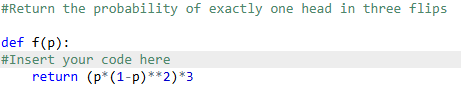 #Return the probability of exactly one head in three flips
def f(p):
#Insert your code here
    return (p*(1-p)**2)*3